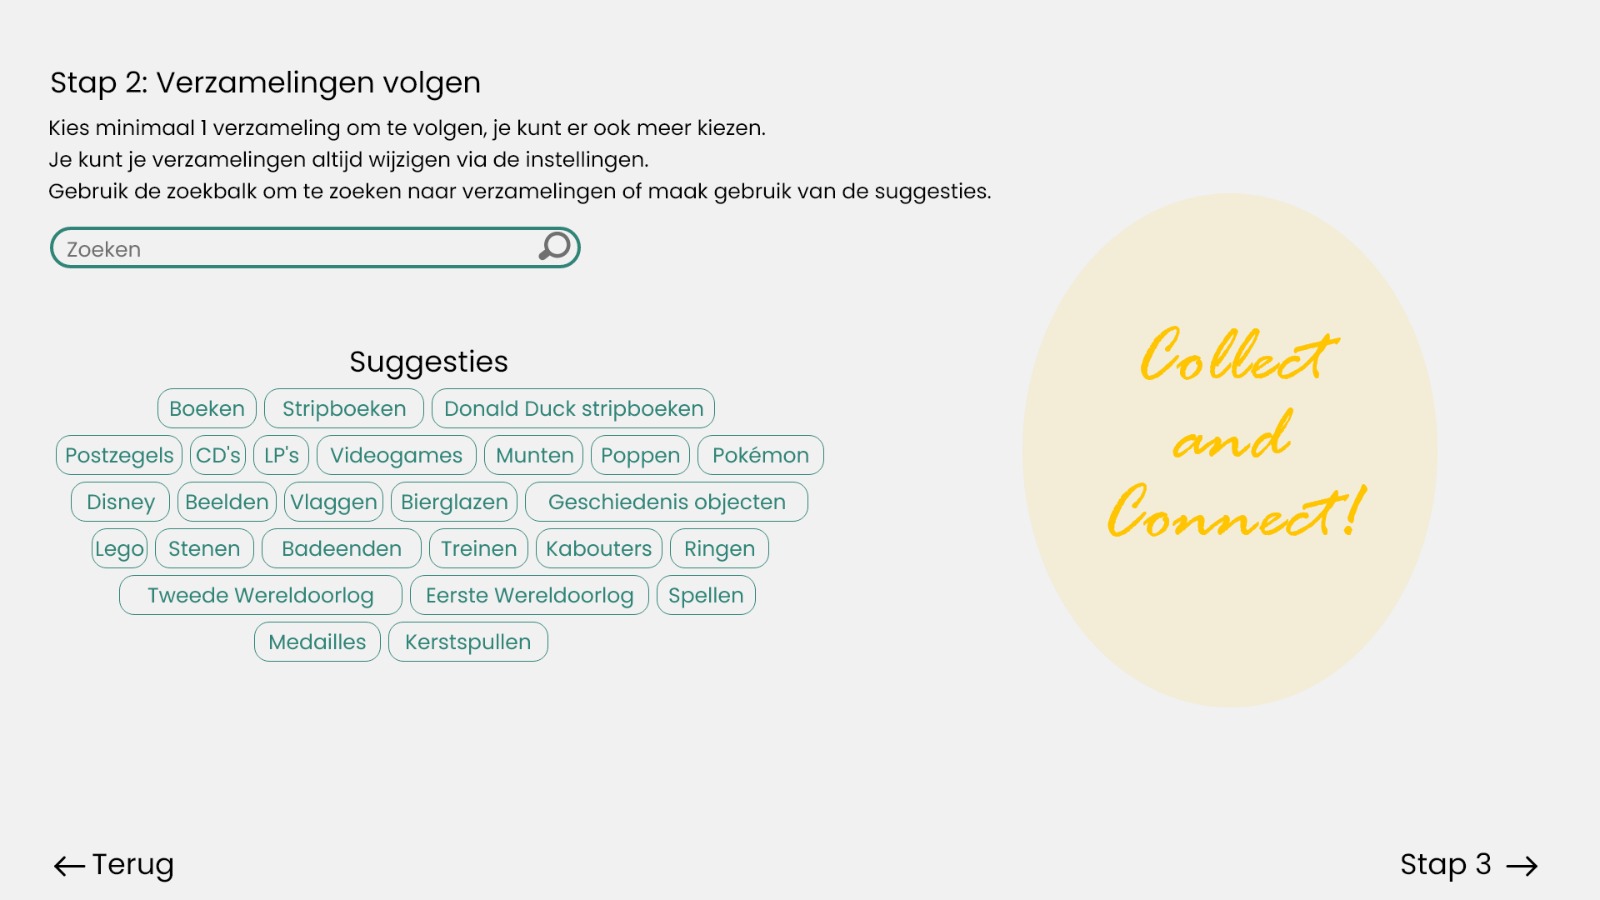 Stap 2: Verzamelingen volgen
Kies minimaal 1 verzameling om te volgen, je kunt er ook meer kiezen.
Je kunt je verzamelingen altijd wijzigen via de instellingen.
Gebruik de zoekbalk om te zoeken naar verzamelingen of maak gebruik van de suggesties.
Zoeken
Suggesties
Boeken Stripboeken Donald Duck stripboeken
Postzegels CD's LP's Videogames Munten Poppen Pokémon
Disney Beelden Vlaggen Bierglazen Geschiedenis objecten
Lego Stenen Badeenden Treinen Kabouters Ringen
Tweede Wereldoorlog Eerste Wereldoorlog Spellen
Medailles Kerstspullen
Collect
and
Connect!
← Terug
Stap 3 →